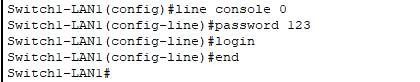 Switch1-LAN1(config)#line console 0
Switch1-LAN1(config-line)#password 123
Switch1-LAN1(config-line)#login
Switch1-LAN1(config-line)#end
Switch1-LAN1#